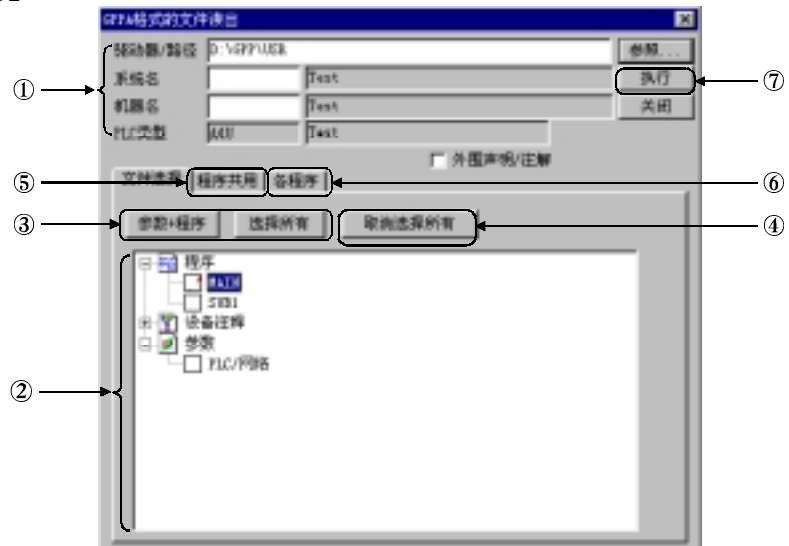 GPPA格式的文件读自
① 驱动器/路径 D:\GPP\USR 参照...
系统名 Test 执行 ⑦
机器名 Test 关闭
PLC类型 A4U Test
外围声明/注解
⑤ 文件选择 程序共用 各程序 ⑥
③ 参数+程序 选择所有 取消选择所有 ④
程序
MAIN
SUB1
设备注释
参数
PLC/网络
②